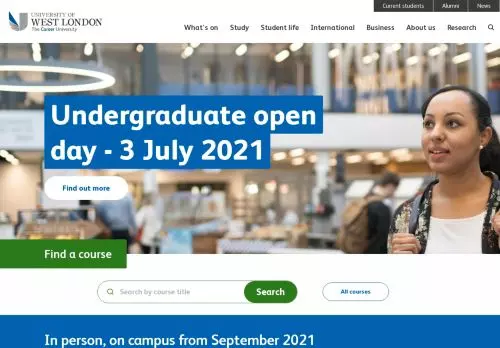 Current students Alumni News
UNIVERSITY OF
WEST LONDON
The Career University
What's on Study Student life International Business About us Research
Undergraduate open
day - 3 July 2021
Find out more
Find a course
Search by course title Search All courses
In person, on campus from September 2021